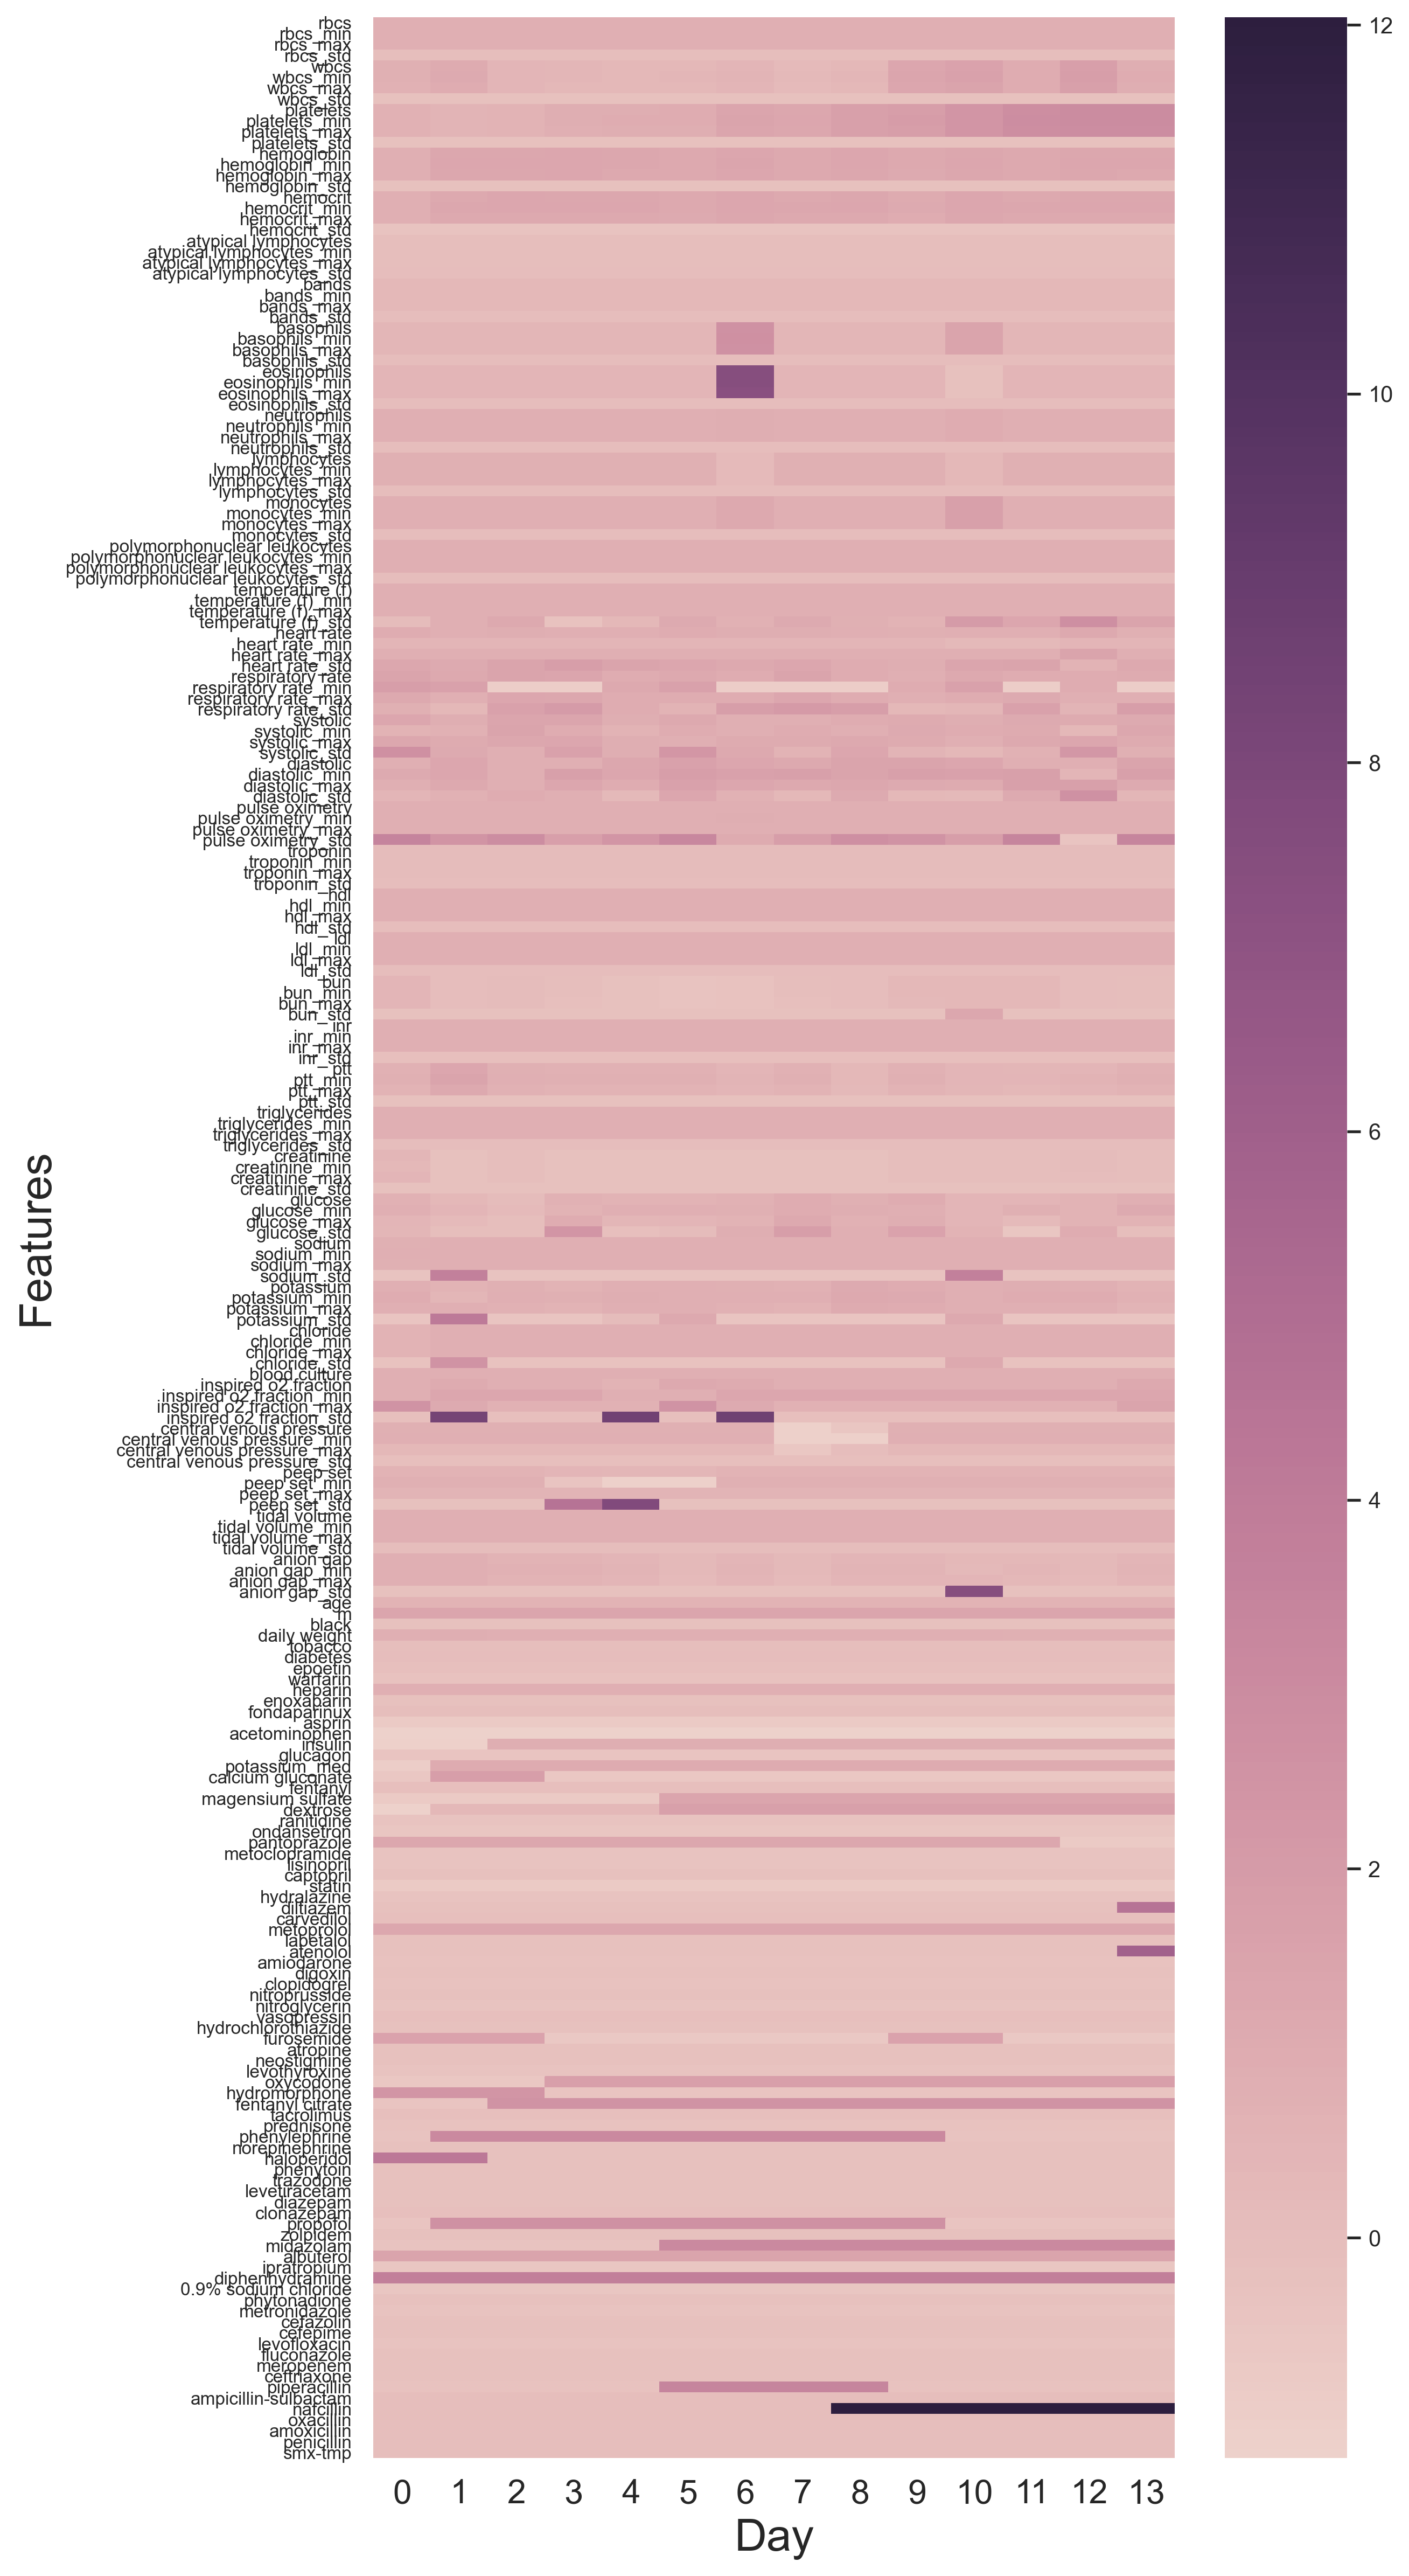 rbcs
rbcs_min
rbcs_max
rbcs_std
wbcs
wbcs_min
wbcs_max
wbcs_std
platelets
platelets_min
platelets_max
platelets_std
hemoglobin
hemoglobin_min
hemoglobin_max
hemoglobin_std
hemocrit
hemocrit_min
hemocrit_max
hemocrit_std
atypical lymphocytes
atypical lymphocytes_min
atypical lymphocytes_max
atypical lymphocytes_std
bands
bands_min
bands_max
bands_std
basophils
basophils_min
basophils_max
basophils_std
eosinophils
eosinophils_min
eosinophils_max
eosinophils_std
neutrophils
neutrophils_min
neutrophils_max
neutrophils_std
lymphocytes
lymphocytes_min
lymphocytes_max
lymphocytes_std
monocytes
monocytes_min
monocytes_max
monocytes_std
polymorphonuclear leukocytes
polymorphonuclear leukocytes_min
polymorphonuclear leukocytes_max
polymorphonuclear leukocytes_std
temperature (f)
temperature (f)_min
temperature (f)_max
temperature (f)_std
heart rate
heart rate_min
heart rate_max
heart rate_std
respiratory rate
respiratory rate_min
respiratory rate_max
respiratory rate_std
systolic
systolic_min
systolic_max
systolic_std
diastolic
diastolic_min
diastolic_max
diastolic_std
pulse oximetry
pulse oximetry_min
pulse oximetry_max
pulse oximetry_std
troponin
troponin_min
troponin_max
troponin_std
hdl
hdl_min
hdl_max
hdl_std
ldl
ldl_min
ldl_max
ldl_std
bun
bun_min
bun_max
bun_std
inr
inr_min
inr_max
inr_std
ptt
ptt_min
ptt_max
ptt_std
triglycerides
triglycerides_min
triglycerides_max
triglycerides_std
creatinine
creatinine_min
creatinine_max
creatinine_std
glucose
glucose_min
glucose_max
glucose_std
sodium
sodium_min
sodium_max
sodium_std
potassium
potassium_min
potassium_max
potassium_std
chloride
chloride_min
chloride_max
chloride_std
blood culture
inspired o2 fraction
inspired o2 fraction_min
inspired o2 fraction_max
inspired o2 fraction_std
central venous pressure
central venous pressure_min
central venous pressure_max
central venous pressure_std
peep set
peep set_min
peep set_max
peep set_std
tidal volume
tidal volume_min
tidal volume_max
tidal volume_std
anion gap
anion gap_min
anion gap_max
anion gap_std
age
m
black
daily weight
tobacco
diabetes
epoetin
warfarin
heparin
enoxaparin
fondaparinux
asprin
acetominophen
insulin
glucagon
potassium_med
calcium gluconate
fentanyl
magensium sulfate
dextrose
ranitidine
ondansetron
pantoprazole
metoclopramide
lisinopril
captopril
statin
hydralazine
diltiazem
carvedilol
metoprolol
labetalol
atenolol
amiodarone
digoxin
clopidogrel
nitroprusside
nitroglycerin
vasopressin
hydrochlorothiazide
furosemide
atropine
neostigmine
levothyroxine
oxycodone
hydromorphone
fentanyl citrate
tacrolimus
prednisone
phenylephrine
norepinephrine
haloperidol
phenytoin
trazodone
levetiracetam
diazepam
clonazepam
propofol
zolpidem
midazolam
albuterol
ipratropium
diphenhydramine
0.9% sodium chloride
phytonadione
metronidazole
cefazolin
cefepime
levofloxacin
fluconazole
meropenem
ceftriaxone
piperacillin
ampicillin-sulbactam
nafcillin
oxacillin
amoxicillin
penicillin
smx-tmp
Features
0 1 2 3 4 5 6 7 8 9 10 11 12 13
Day
12
10
8
6
4
2
0